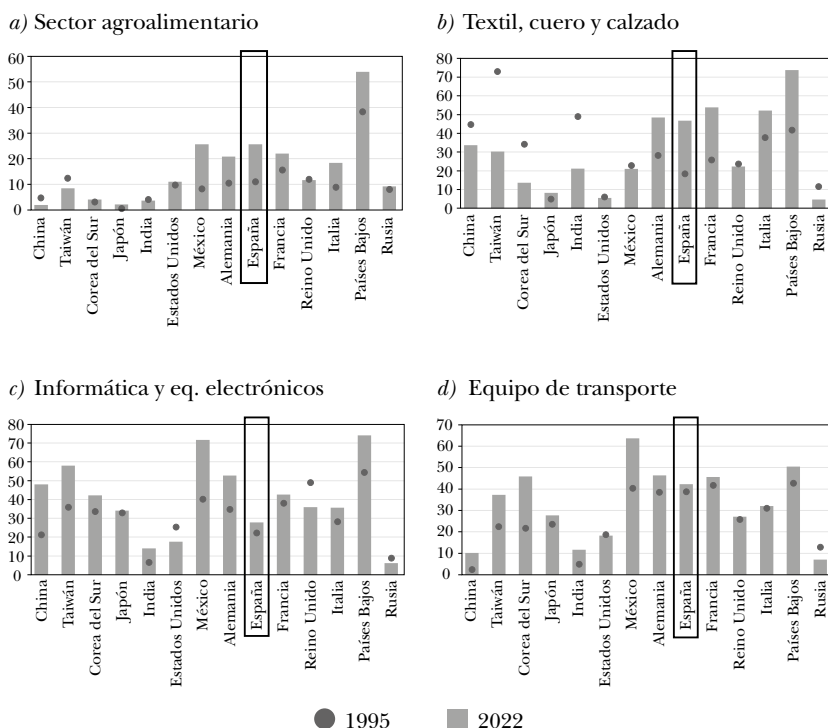 a) Sector agroalimentario
60
50
40
30
20
10
0
China
Taiwán
Corea del Sur
Japón
India
Estados Unidos
México
Alemania
España
Francia
Reino Unido
Italia
Países Bajos
Rusia
b) Textil, cuero y calzado
80
70
60
50
40
30
20
10
0
China
Taiwán
Corea del Sur
Japón
India
Estados Unidos
México
Alemania
España
Francia
Reino Unido
Italia
Países Bajos
Rusia
c) Informática y eq. electrónicos
80
70
60
50
40
30
20
10
0
China
Taiwán
Corea del Sur
Japón
India
Estados Unidos
México
Alemania
España
Francia
Reino Unido
Italia
Países Bajos
Rusia
d) Equipo de transporte
70
60
50
40
30
20
10
0
China
Taiwán
Corea del Sur
Japón
India
Estados Unidos
México
Alemania
España
Francia
Reino Unido
Italia
Países Bajos
Rusia
1995 2022